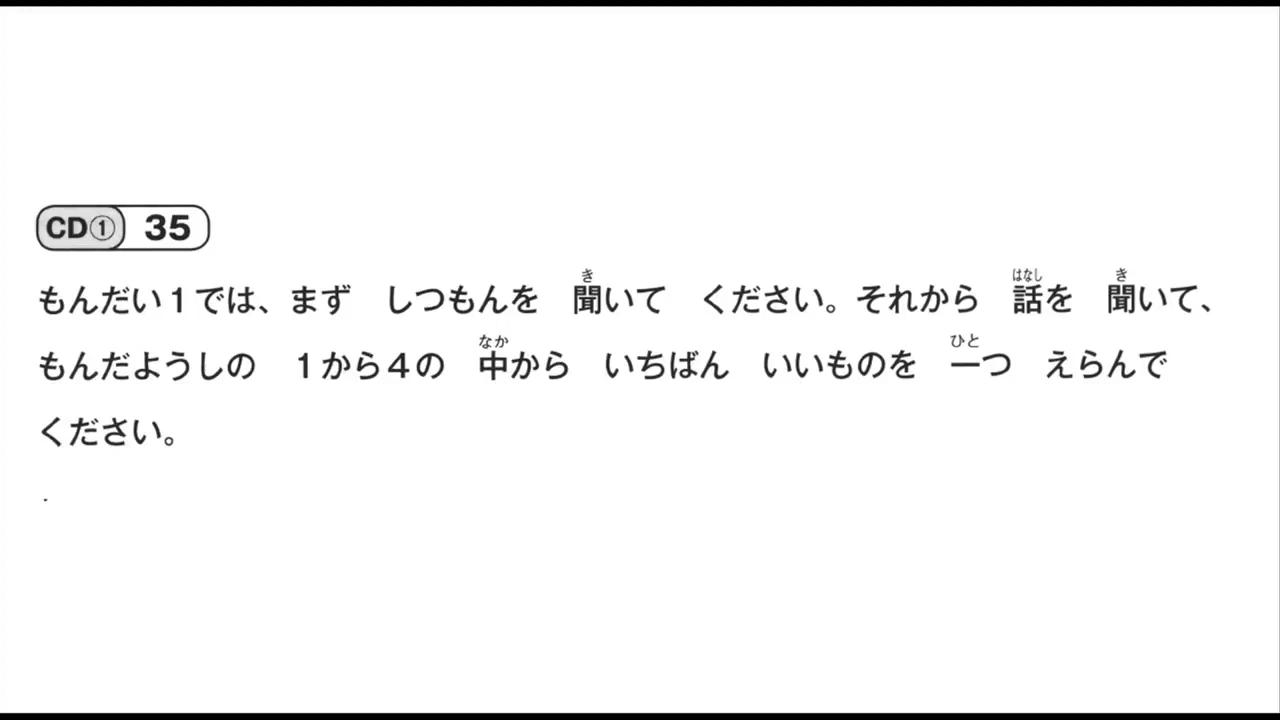 CD① 35
もんだい１では、まず　しつもんを　聞いて　ください。それから　話を　聞いて、
もんだようしの　１から４の　中から　いちばん　いいものを　一つ　えらんで
ください。